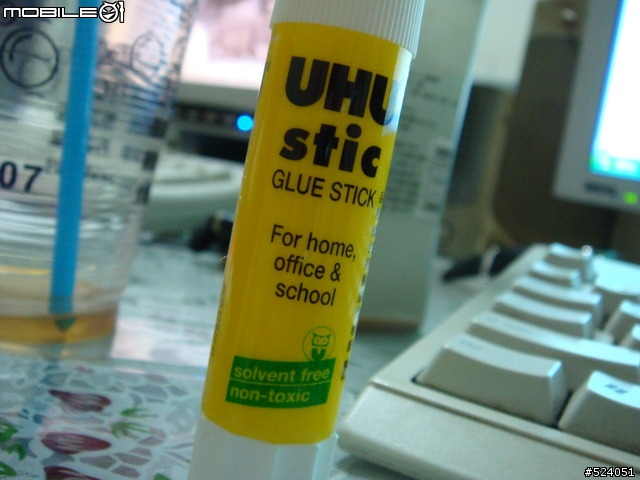 MOBILE01
07
UHU
stic
GLUE STICK
For home,
office &
school
solvent free
non-toxic
#524051